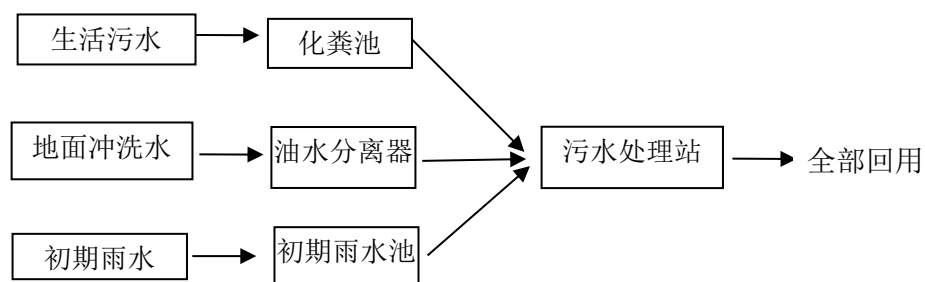 生活污水
化粪池
地面冲洗水
油水分离器
污水处理站
全部回用
初期雨水
初期雨水池